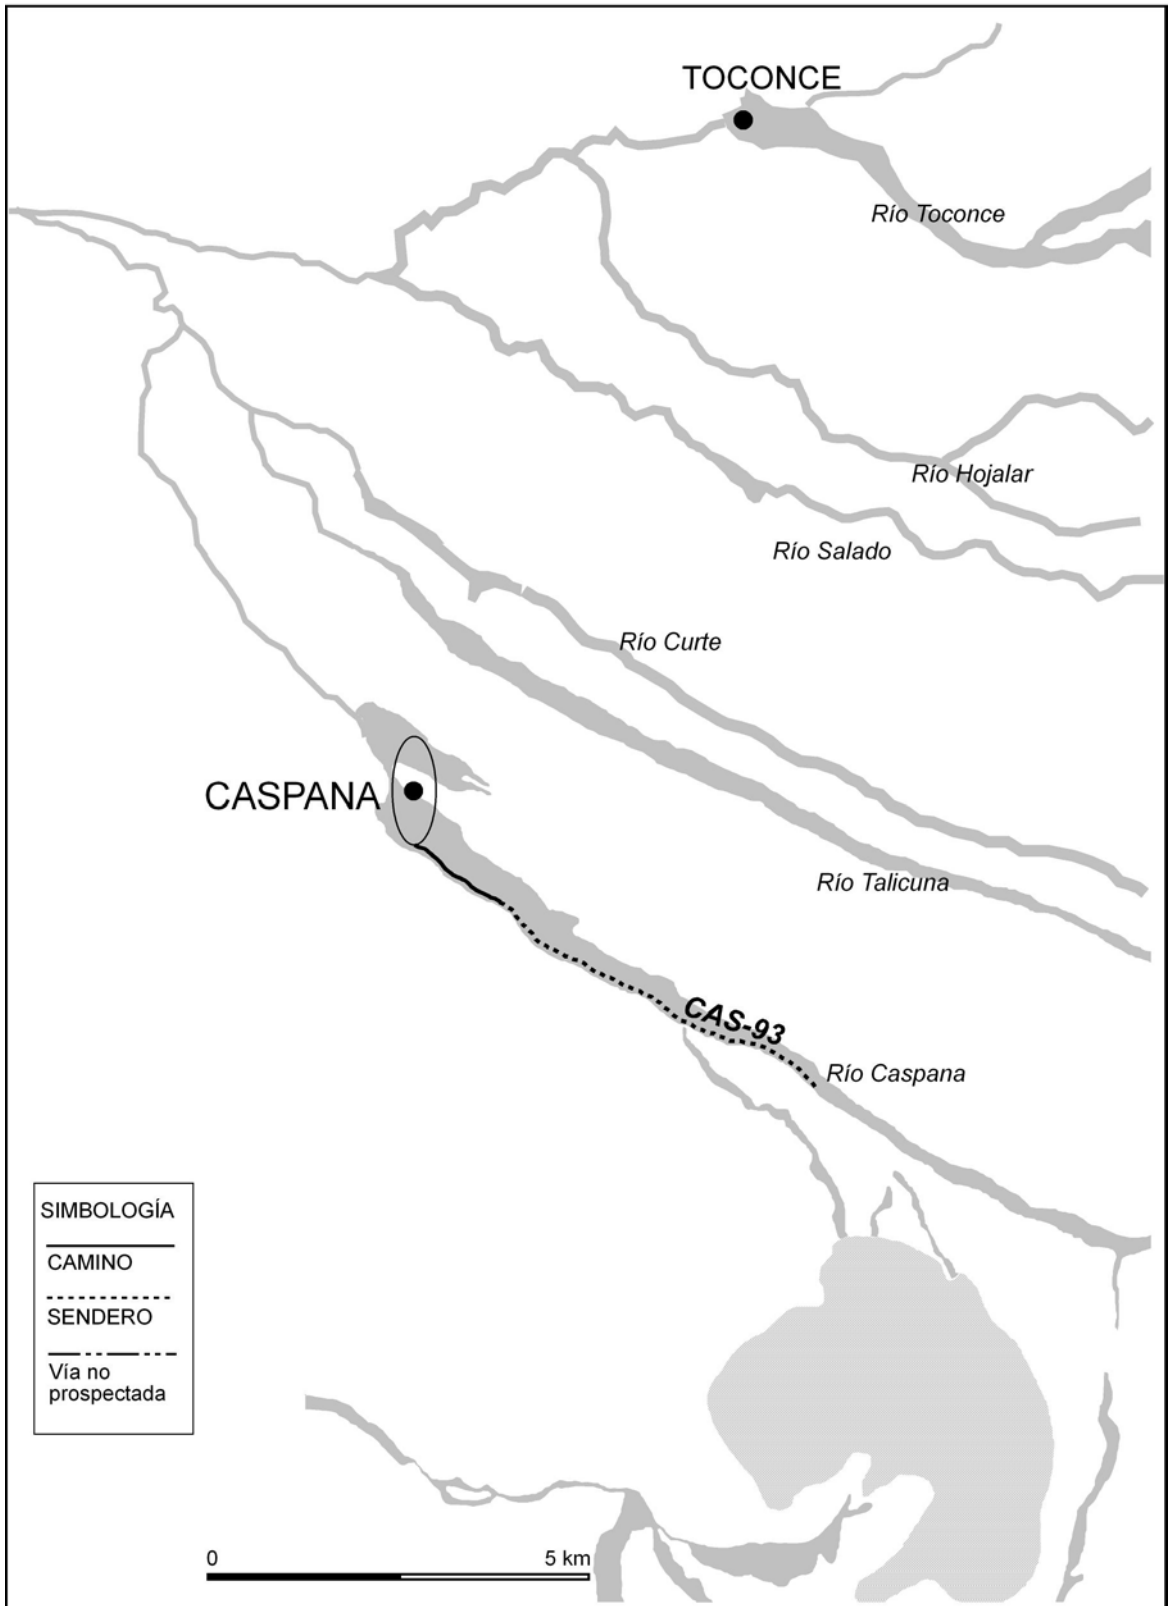 TOCONCE
Río Toconce
Río Hojalar
Río Salado
Río Curte
CASPANA
Río Talicuna
CAS-93
Río Caspana
SIMBOLOGÍA
CAMINO
SENDERO
Vía no
prospectada
0 5 km